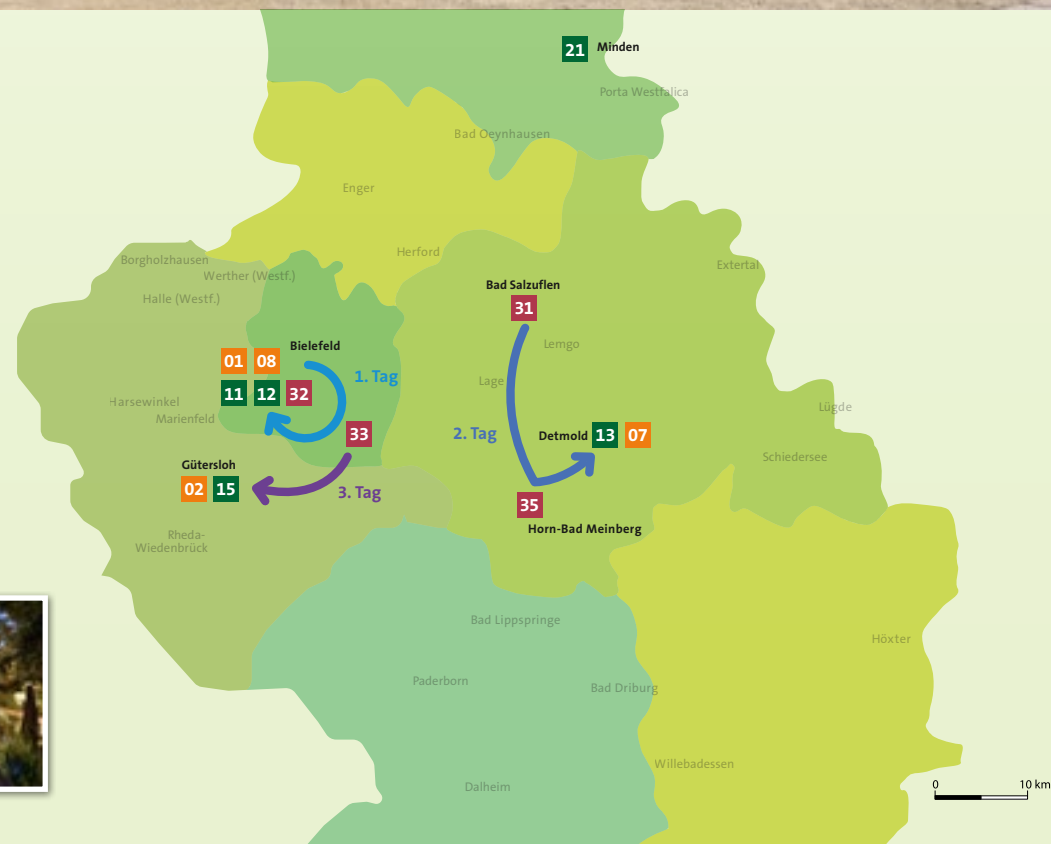 21 Minden
Porta Westfalica
Bad Oeynhausen
Enger
Herford
Borgholzhausen
Werther (Westf.)
Halle (Westf.)
Extertal
Bad Salzuflen
31
Lemgo
Bielefeld
01 08
11 12 32
1. Tag
Lage
Harsewinkel
Marienfeld
33
2. Tag
Detmold 13 07
Lügde
Schiedersee
Gütersloh
02 15
3. Tag
35
Horn-Bad Meinberg
Rheda-
Wiedenbrück
Bad Lippspringe
Höxter
Paderborn
Bad Driburg
Willebadessen
Dalheim
0 10 km